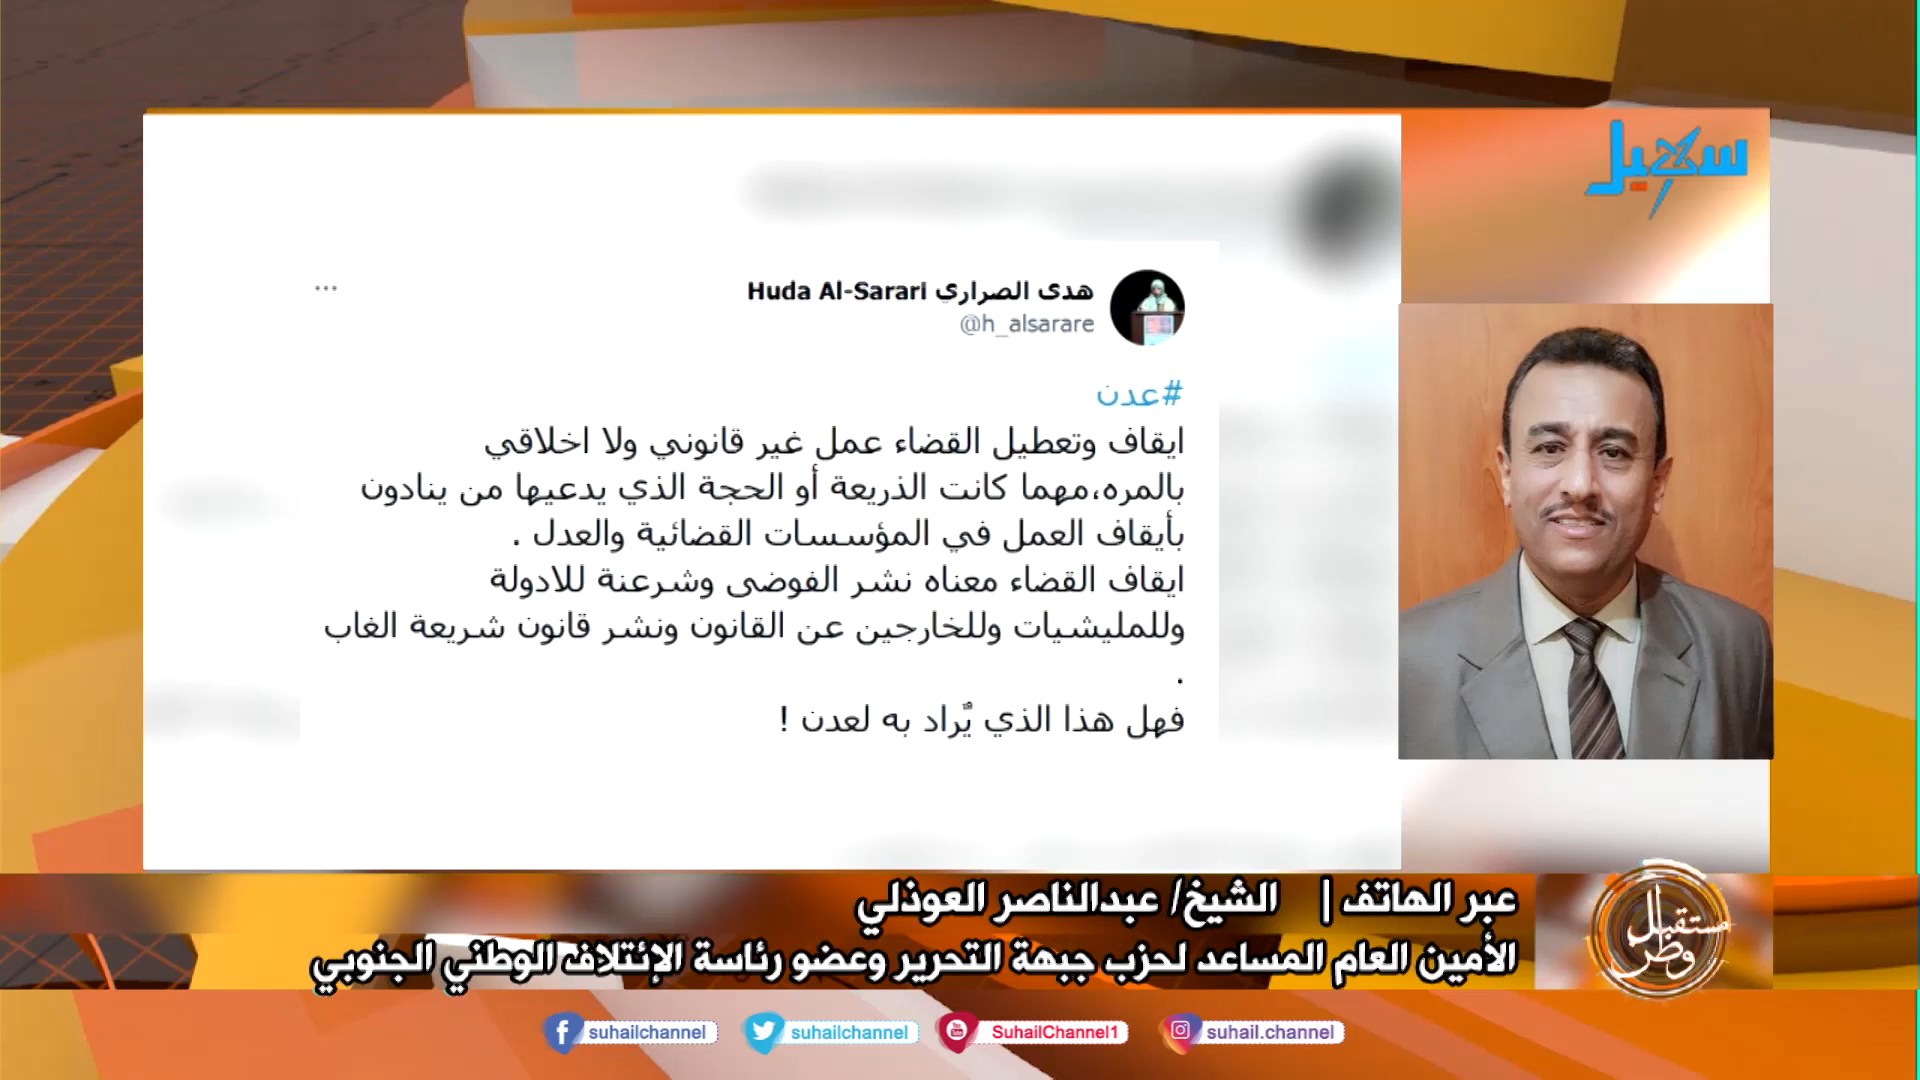 سهيل
هدى الصراري Huda Al-Sarari
@h_alsarare
#عدن
ايقاف وتعطيل القضاء عمل غير قانوني ولا اخلاقي
بالمره،مهما كانت الذريعة أو الحجة الذي يدعيها من ينادون
بأيقاف العمل في المؤسسات القضائية والعدل .
ايقاف القضاء معناه نشر الفوضى وشرعنة للادولة
وللمليشيات وللخارجين عن القانون ونشر قانون شريعة الغاب
.
فهل هذا الذي يُراد به لعدن !
عبر الهاتف | الشيخ/ عبدالناصر العوذلي
الأمين العام المساعد لحزب جبهة التحرير وعضو رئاسة الإئتلاف الوطني الجنوبي
مستقبل وطن
suhailchannel
suhailchannel
SuhailChannel1
suhail.channel